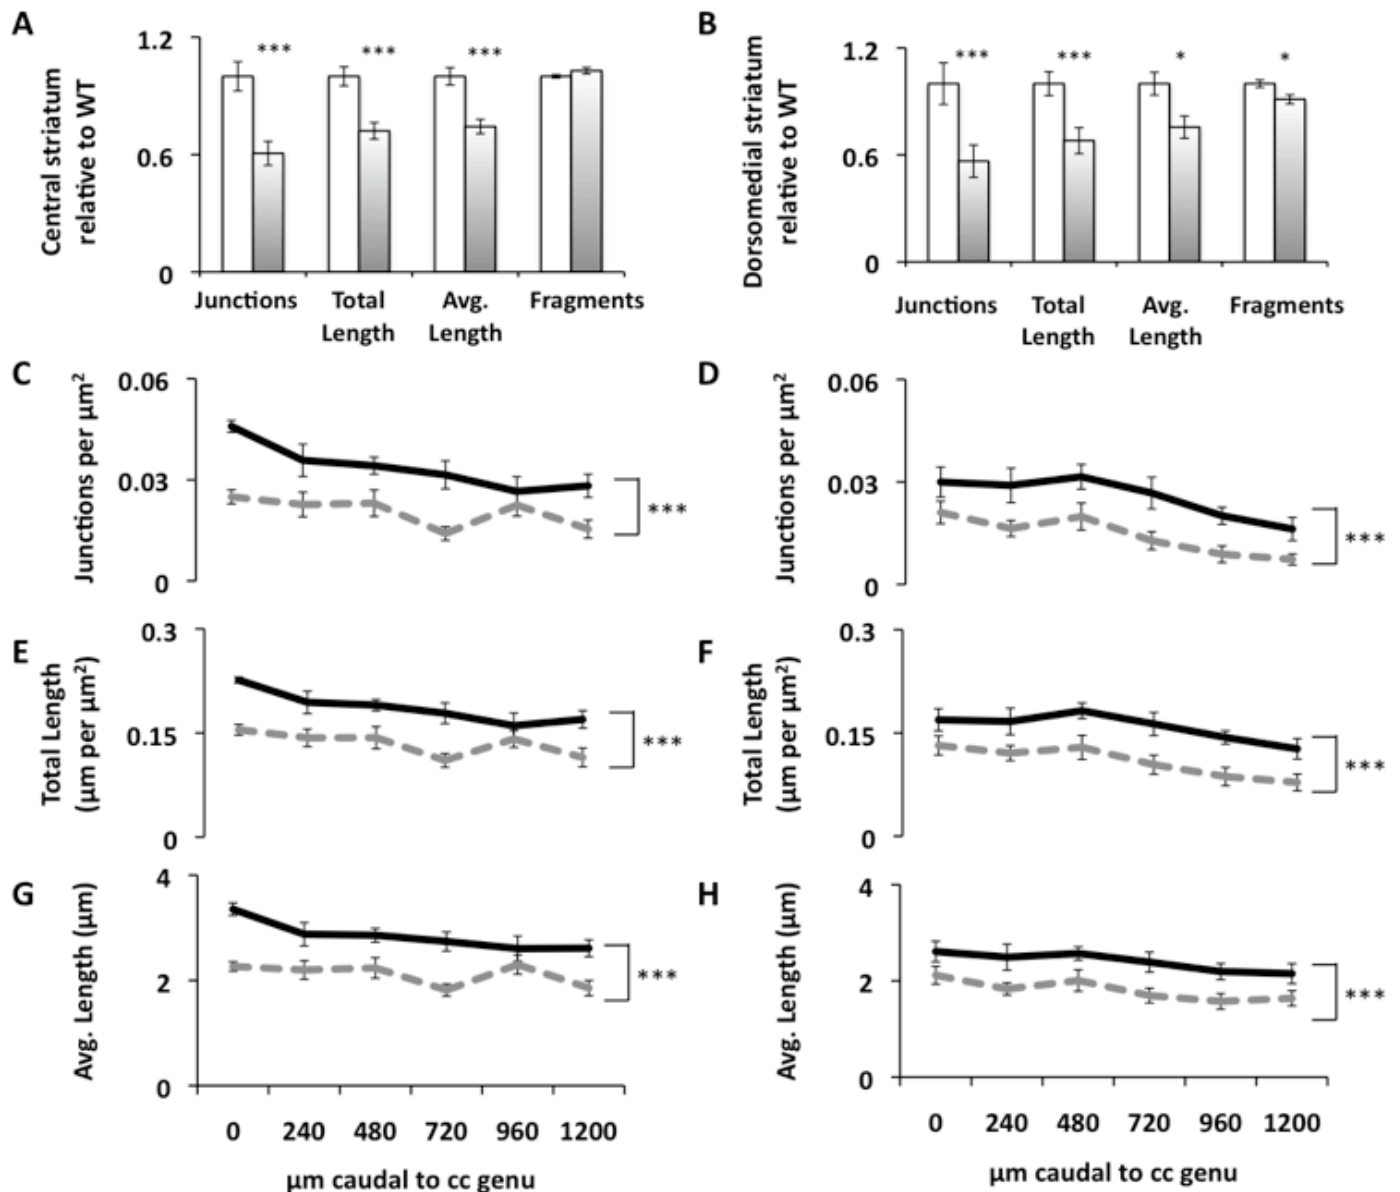 A
Central striatum
relative to WT
1.2
0.6
0
***
***
***
Junctions
Total
Length
Avg.
Length
Fragments
B
Dorsomedial striatum
relative to WT
1.2
0.6
0
***
***
*
*
Junctions
Total
Length
Avg.
Length
Fragments
C
Junctions per µm²
0.06
0.03
0
***
D
Junctions per µm²
0.06
0.03
0
***
E
Total Length
(µm per µm²)
0.3
0.15
0
***
F
Total Length
(µm per µm²)
0.3
0.15
0
***
G
Avg. Length (µm)
4
2
0
***
0 240 480 720 960 1200
µm caudal to cc genu
H
Avg. Length (µm)
4
2
0
***
0 240 480 720 960 1200
µm caudal to cc genu